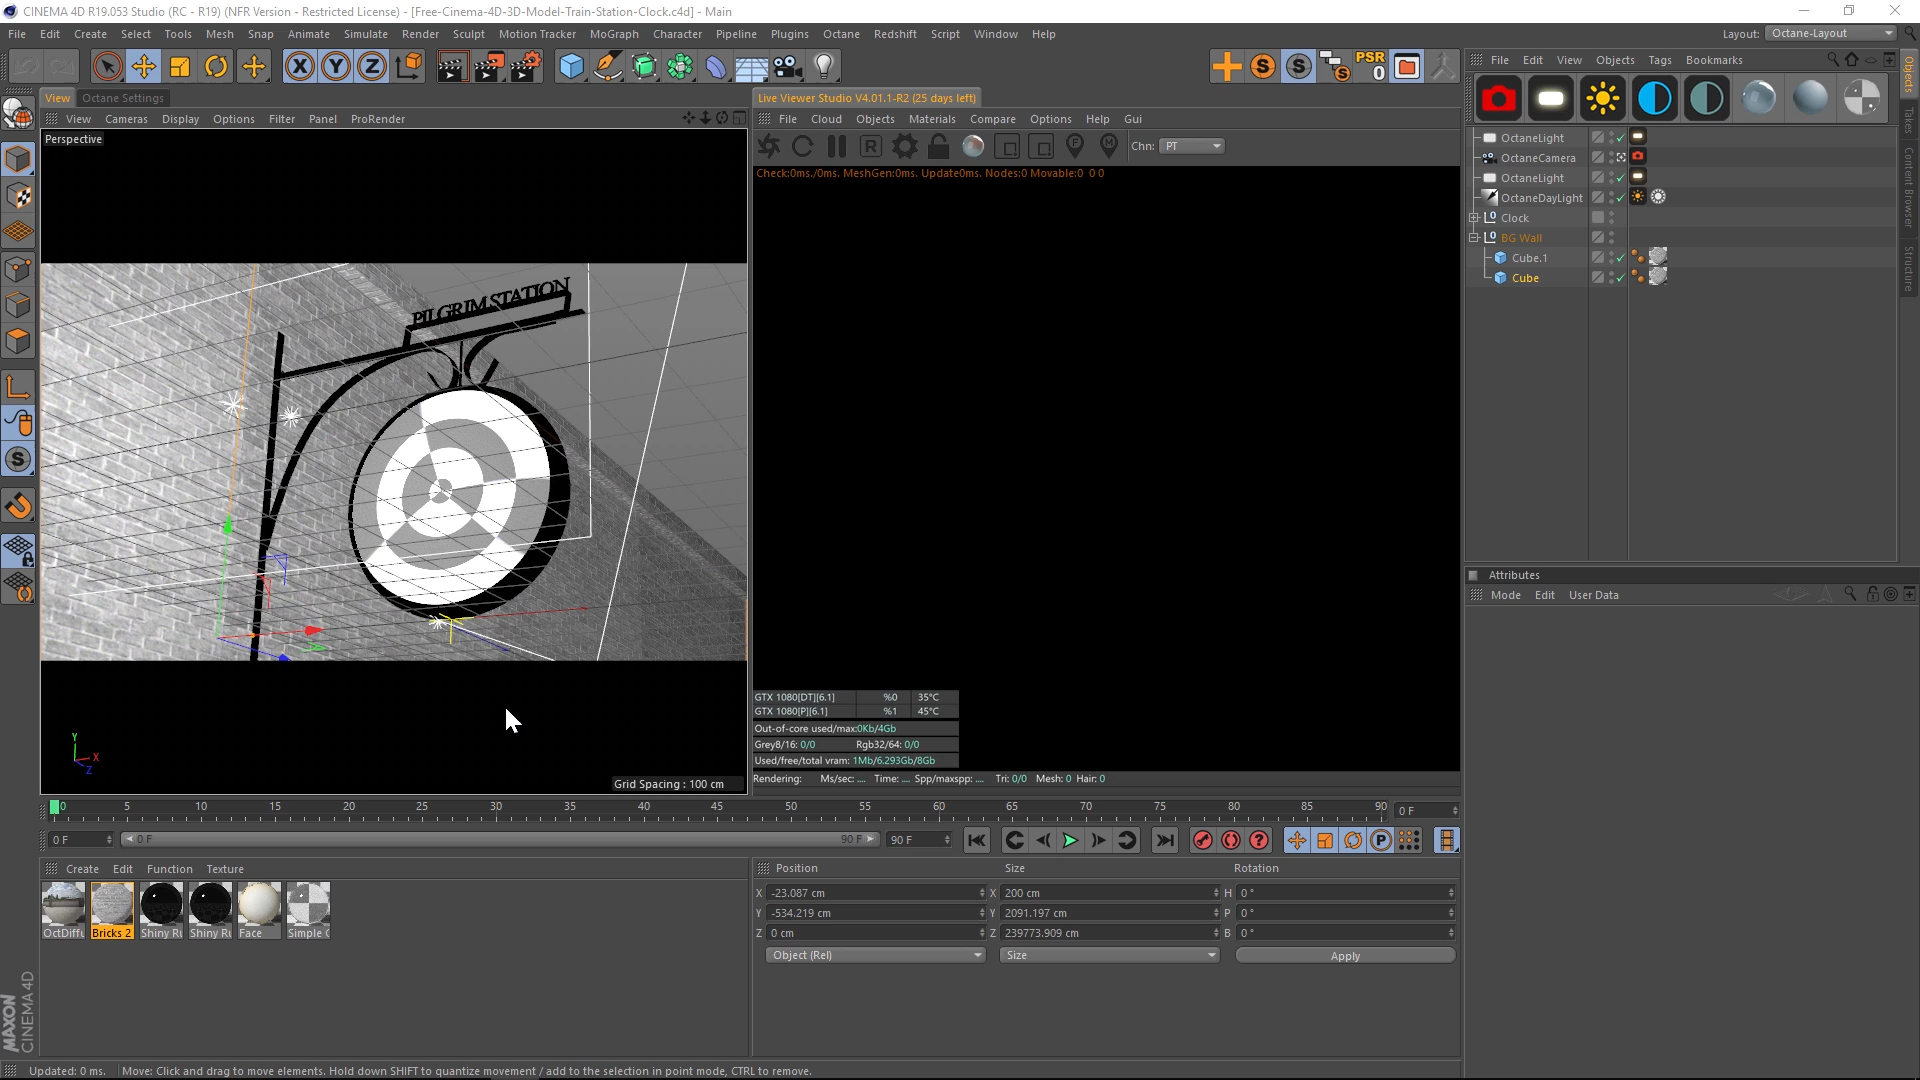 CINEMA 4D R19.053 Studio (RC - R19) (NFR Version - Restricted License) - [Free-Cinema-4D-3D-Model-Train-Station-Clock.c4d] - Main
File Edit Create Select Tools Mesh Snap Animate Simulate Render Sculpt Motion Tracker MoGraph Character Pipeline Plugins Octane Redshift Script Window Help
Layout: Octane-Layout
X Y Z
PSR
0
File Edit View Objects Tags Bookmarks
View Octane Settings
Live Viewer Studio V4.01.1-R2 (25 days left)
View Cameras Display Options Filter Panel ProRender
File Cloud Objects Materials Compare Options Help Gui
Perspective
Chn: PT
Check:0ms./0ms. MeshGen:0ms. Update0ms. Nodes:0 Movable:0 0 0
OctaneLight
OctaneCamera
OctaneLight
OctaneDayLight
Clock
BG Wall
Cube.1
Cube
Objects
Takes
Content Browser
Structure
PILGRIM STATION
Attributes
Mode Edit User Data
GTX 1080[DT][6.1] %0 35°C
GTX 1080[P][6.1] %1 45°C
Out-of-core used/max:0Kb/4Gb
Grey8/16: 0/0 Rgb32/64: 0/0
Used/free/total vram: 1Mb/6.293Gb/8Gb
Rendering: Ms/sec: .... Time: .... Spp/maxspp: .... Tri: 0/0 Mesh: 0 Hair: 0
Y
X
Z
Grid Spacing : 100 cm
0 5 10 15 20 25 30 35 40 45 50 55 60 65 70 75 80 85 90 0 F
0 F 0 F 90 F 90 F
Create Edit Function Texture
Position Size Rotation
X -23.087 cm X 200 cm H 0 °
Y -534.219 cm Y 2091.197 cm P 0 °
Z 0 cm Z 239773.909 cm B 0 °
Object (Rel) Size Apply
OctDiffu Bricks 2 Shiny Ru Shiny Ru Face Simple C
MAXON
CINEMA 4D
Updated: 0 ms. Move: Click and drag to move elements. Hold down SHIFT to quantize movement / add to the selection in point mode, CTRL to remove.